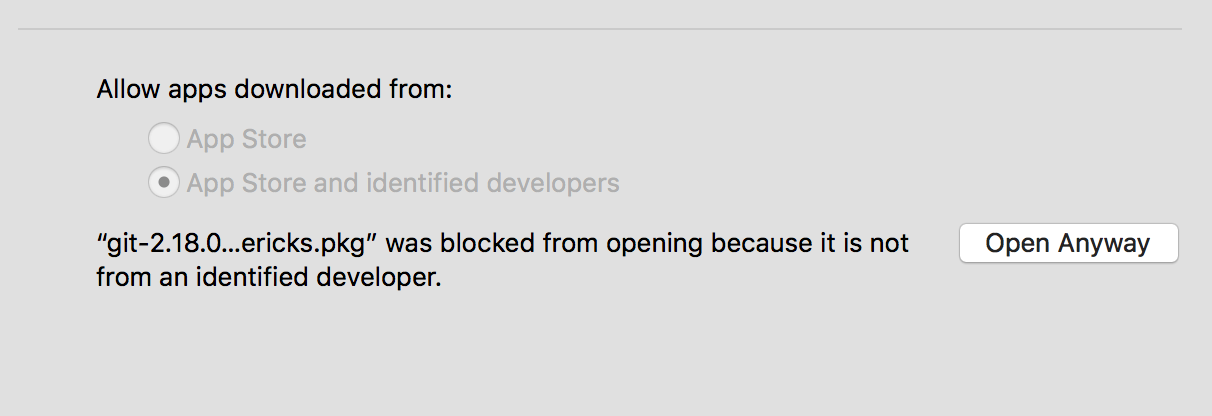 Allow apps downloaded from:
App Store
App Store and identified developers
“git-2.18.0...ericks.pkg” was blocked from opening because it is not
Open Anyway
from an identified developer.